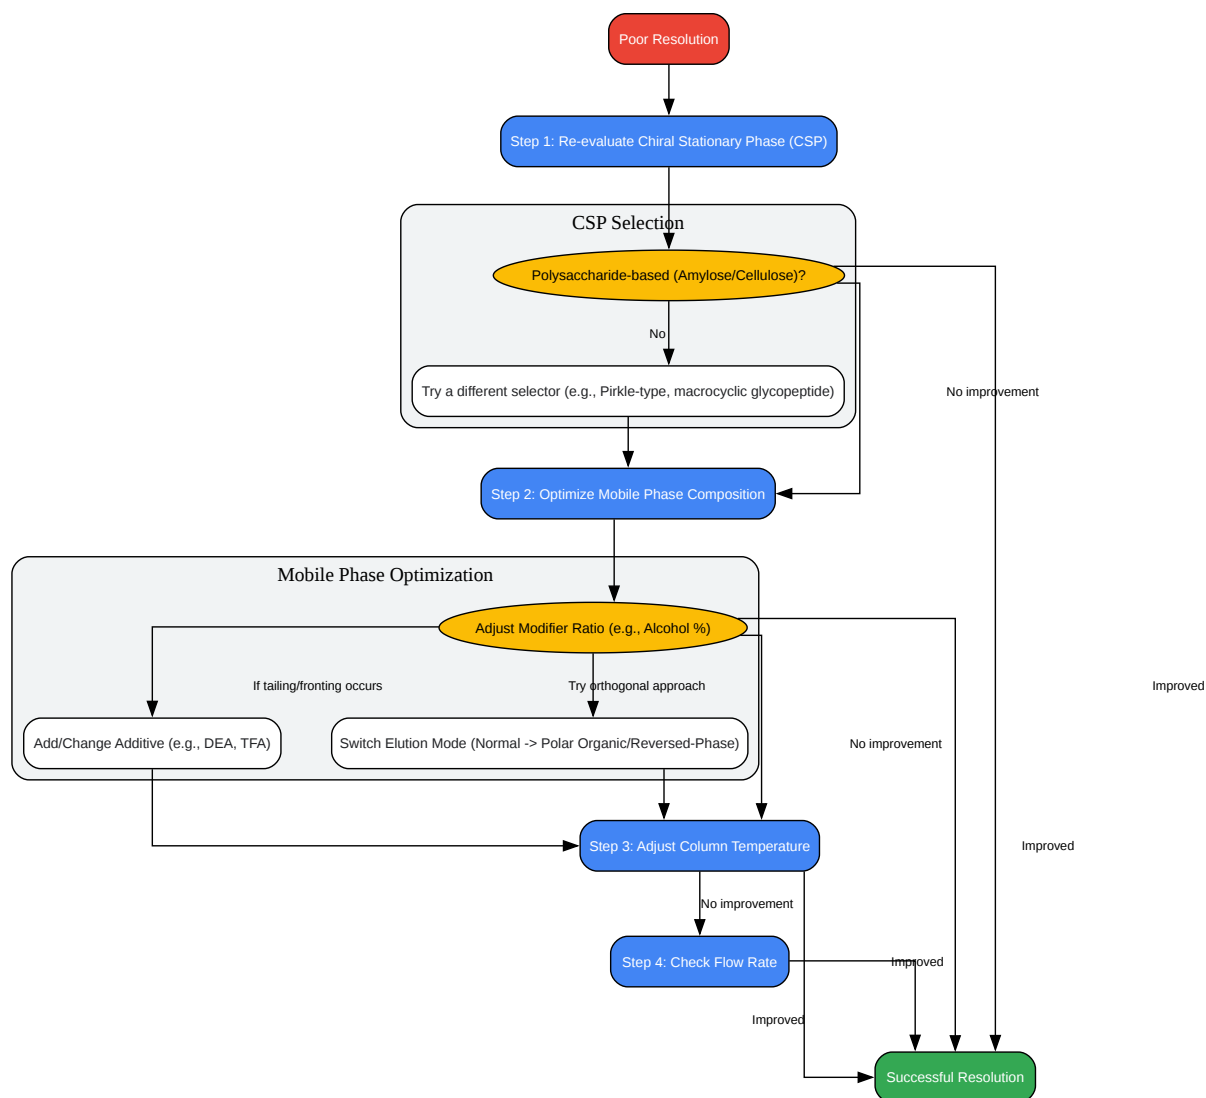 Poor Resolution
Step 1: Re-evaluate Chiral Stationary Phase (CSP)
CSP Selection
Polysaccharide-based (Amylose/Cellulose)?
No
Try a different selector (e.g., Pirkle-type, macrocyclic glycopeptide)
No improvement
Step 2: Optimize Mobile Phase Composition
Mobile Phase Optimization
Adjust Modifier Ratio (e.g., Alcohol %)
If tailing/fronting occurs
Try orthogonal approach
Improved
Add/Change Additive (e.g., DEA, TFA)
Switch Elution Mode (Normal -> Polar Organic/Reversed-Phase)
No improvement
Step 3: Adjust Column Temperature
Improved
No improvement
Step 4: Check Flow Rate
Improved
Improved
Successful Resolution